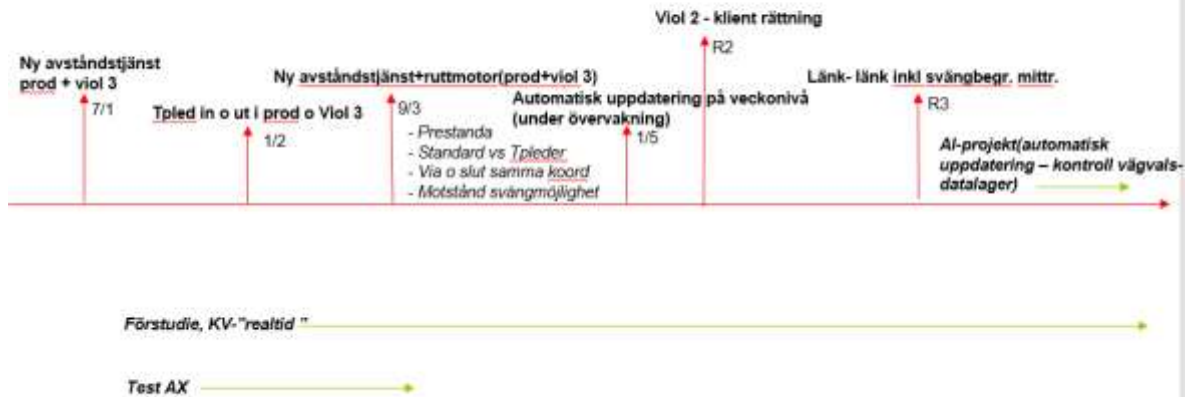 Viol 2 - klient rättning
R2
Ny avståndstjänst
prod + viol 3
7/1
Tpled in o ut i prod o Viol 3
1/2
Ny avståndstjänst+ruttmotor(prod+viol 3)
9/3
- Prestanda
- Standard vs Tpleder
- Via o slut samma koord
- Motstånd svängmöjlighet
Automatisk uppdatering på veckonivå
(under övervakning)
1/5
Länk- länk inkl svängbegr. mittr.
R3
AI-projekt(automatisk
uppdatering – kontroll vägvals-
datalager)
Förstudie, KV-"realtid "
Test AX